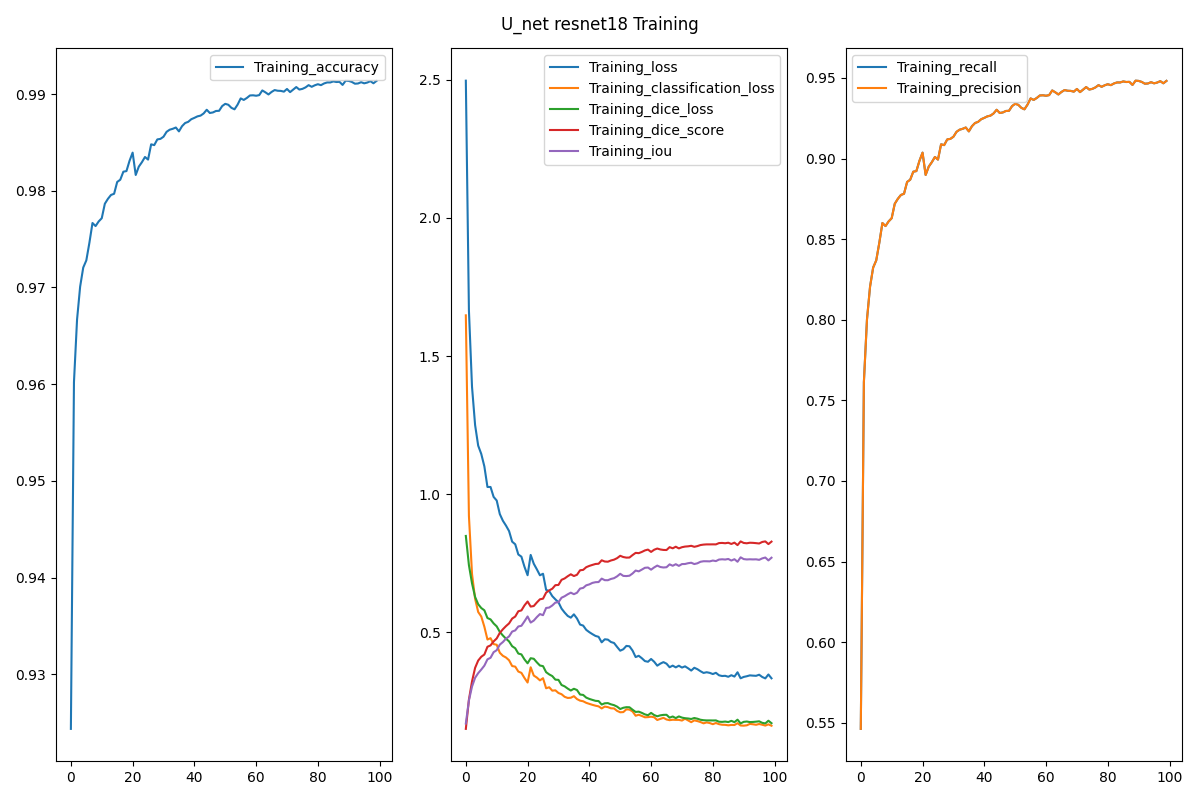 U_net resnet18 Training
Training_accuracy
0.99
0.98
0.97
0.96
0.95
0.94
0.93
0 20 40 60 80 100
Training_loss
Training_classification_loss
Training_dice_loss
Training_dice_score
Training_iou
2.5
2.0
1.5
1.0
0.5
0 20 40 60 80 100
Training_recall
Training_precision
0.95
0.90
0.85
0.80
0.75
0.70
0.65
0.60
0.55
0 20 40 60 80 100